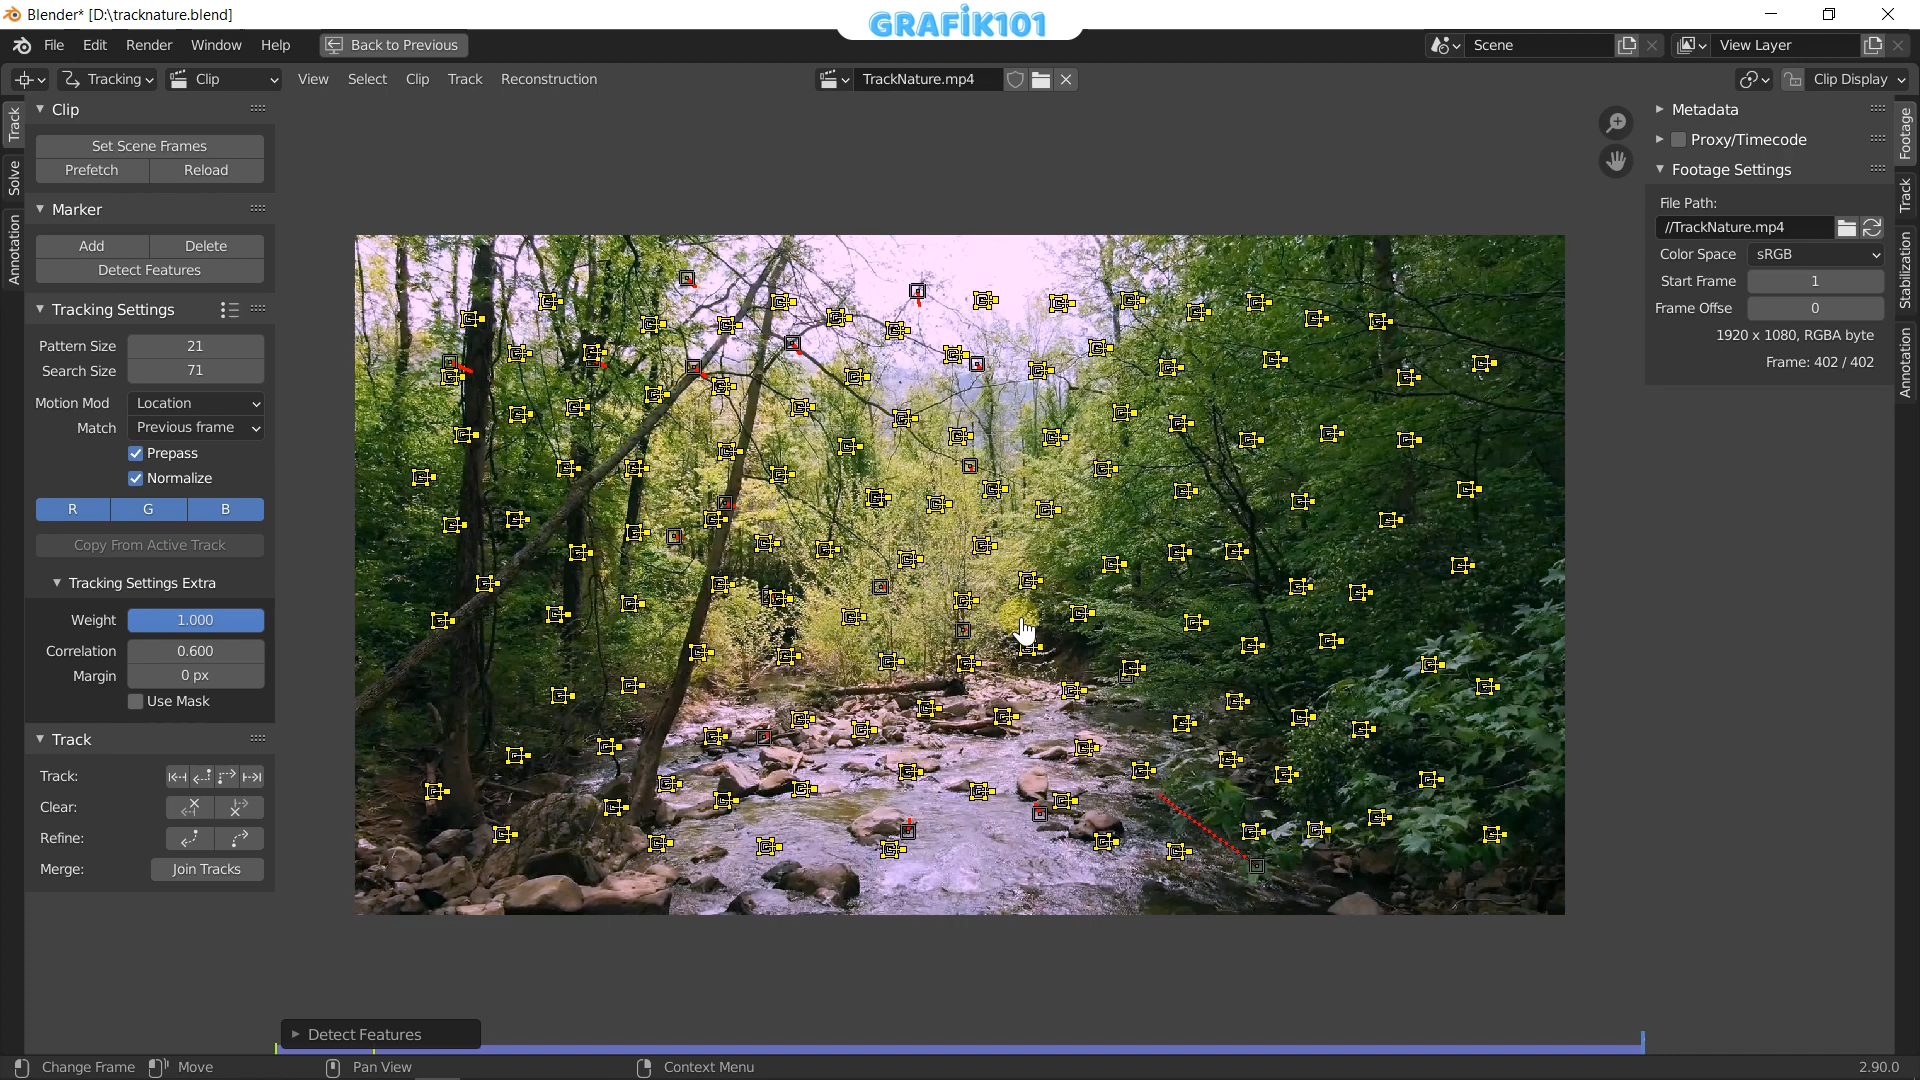 Blender* [D:\tracknature.blend]
GRAFİK101
File Edit Render Window Help Back to Previous Scene View Layer
Tracking Clip View Select Clip Track Reconstruction TrackNature.mp4 Clip Display
Track
Solve
Annotation
Clip
Set Scene Frames
Prefetch Reload
Marker
Add Delete
Detect Features
Tracking Settings
Pattern Size 21
Search Size 71
Motion Mod Location
Match Previous frame
Prepass
Normalize
R G B
Copy From Active Track
Tracking Settings Extra
Weight 1.000
Correlation 0.600
Margin 0 px
Use Mask
Track
Track:
Clear:
Refine:
Merge: Join Tracks
Metadata
Proxy/Timecode
Footage Settings
File Path:
//TrackNature.mp4
Color Space sRGB
Start Frame 1
Frame Offse 0
1920 x 1080, RGBA byte
Frame: 402 / 402
Footage
Track
Stabilization
Annotation
Detect Features
Change Frame Move Pan View Context Menu 2.90.0